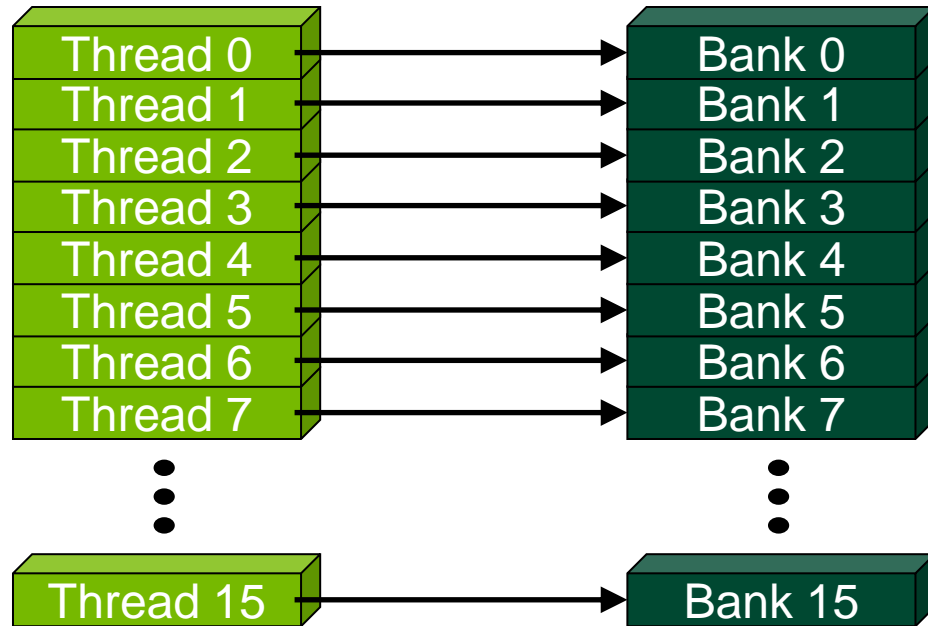 Thread 0
Bank 0
Thread 1
Bank 1
Thread 2
Bank 2
Thread 3
Bank 3
Thread 4
Bank 4
Thread 5
Bank 5
Thread 6
Bank 6
Thread 7
Bank 7
Thread 15
Bank 15